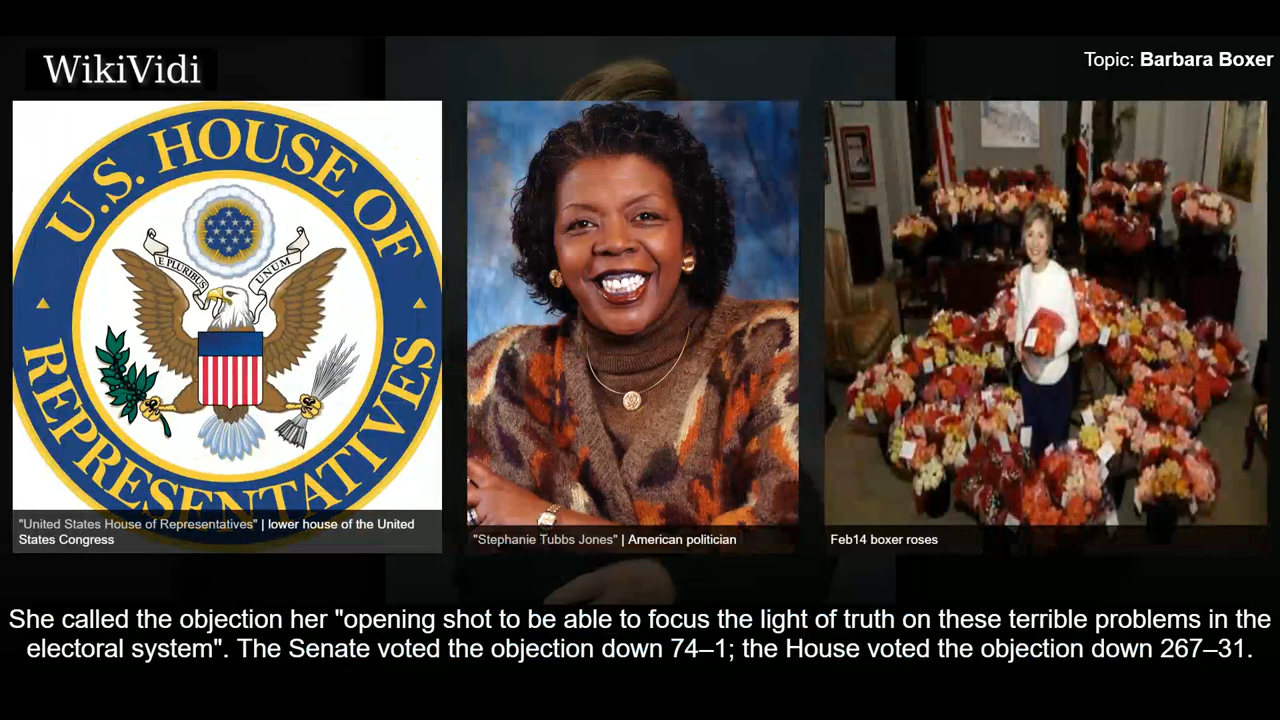 WikiVidi
Topic: Barbara Boxer
U.S. HOUSE OF
REPRESENTATIVES
E PLURIBUS
UNUM
"United States House of Representatives" | lower house of the United
States Congress
"Stephanie Tubbs Jones" | American politician
Feb14 boxer roses
She called the objection her "opening shot to be able to focus the light of truth on these terrible problems in the
electoral system". The Senate voted the objection down 74–1; the House voted the objection down 267–31.